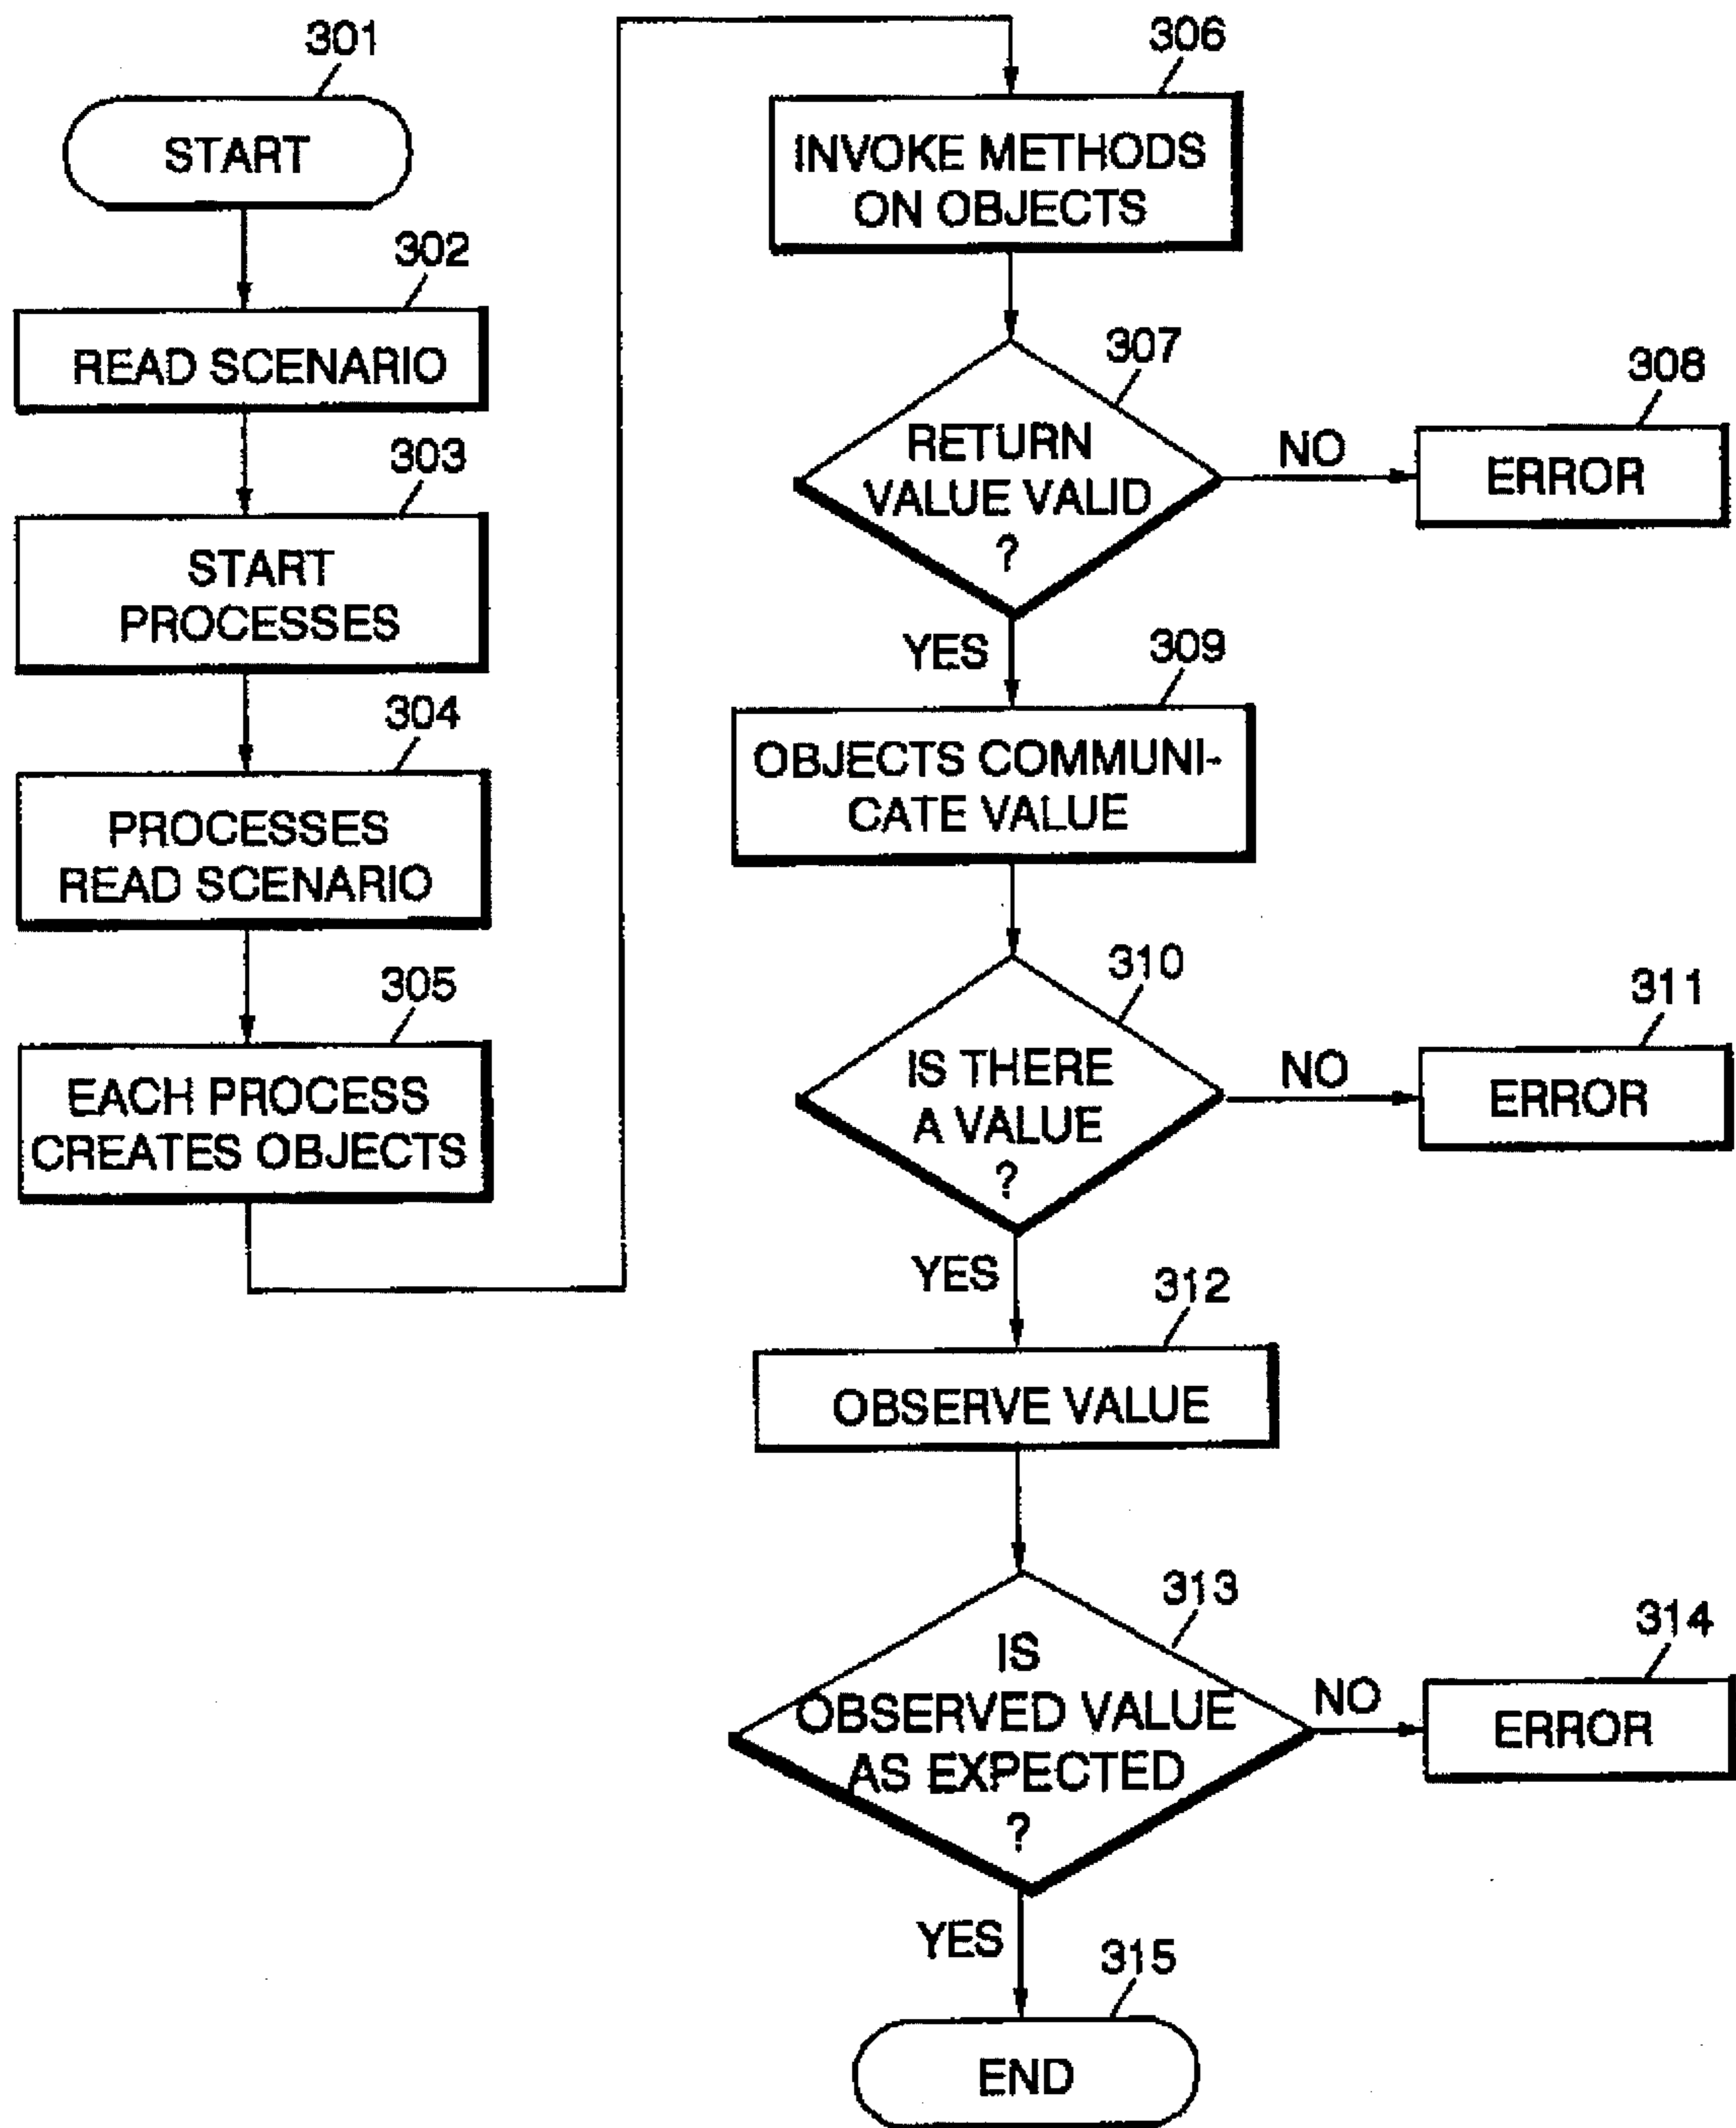 301
START
302
READ SCENARIO
303
START
PROCESSES
304
PROCESSES
READ SCENARIO
305
EACH PROCESS
CREATES OBJECTS
306
INVOKE METHODS
ON OBJECTS
307
RETURN
VALUE VALID
?
NO
308
ERROR
YES
309
OBJECTS COMMUNI-
CATE VALUE
310
IS THERE
A VALUE
?
NO
311
ERROR
YES
312
OBSERVE VALUE
313
IS
OBSERVED VALUE
AS EXPECTED
?
NO
314
ERROR
YES
315
END